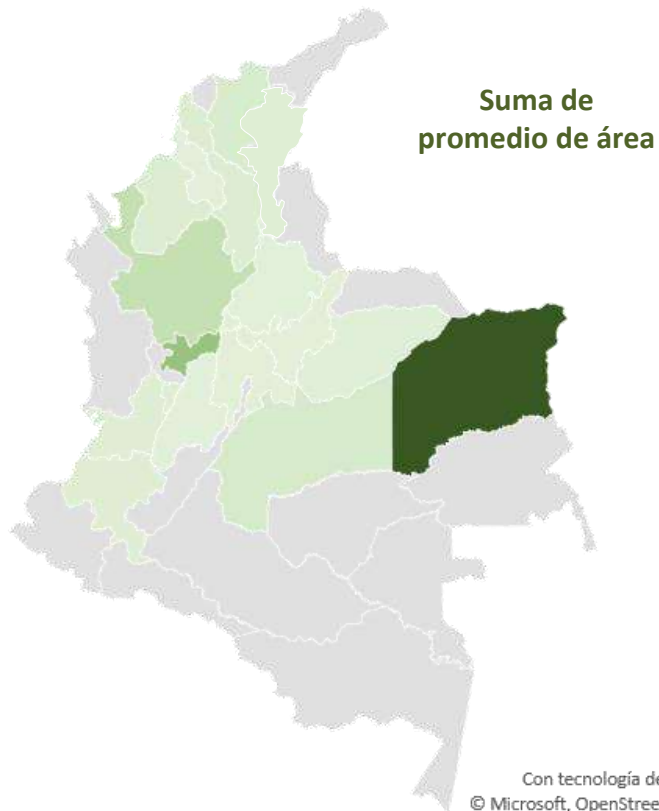 Suma de
promedio de área
Con tecnología de
© Microsoft, OpenStree